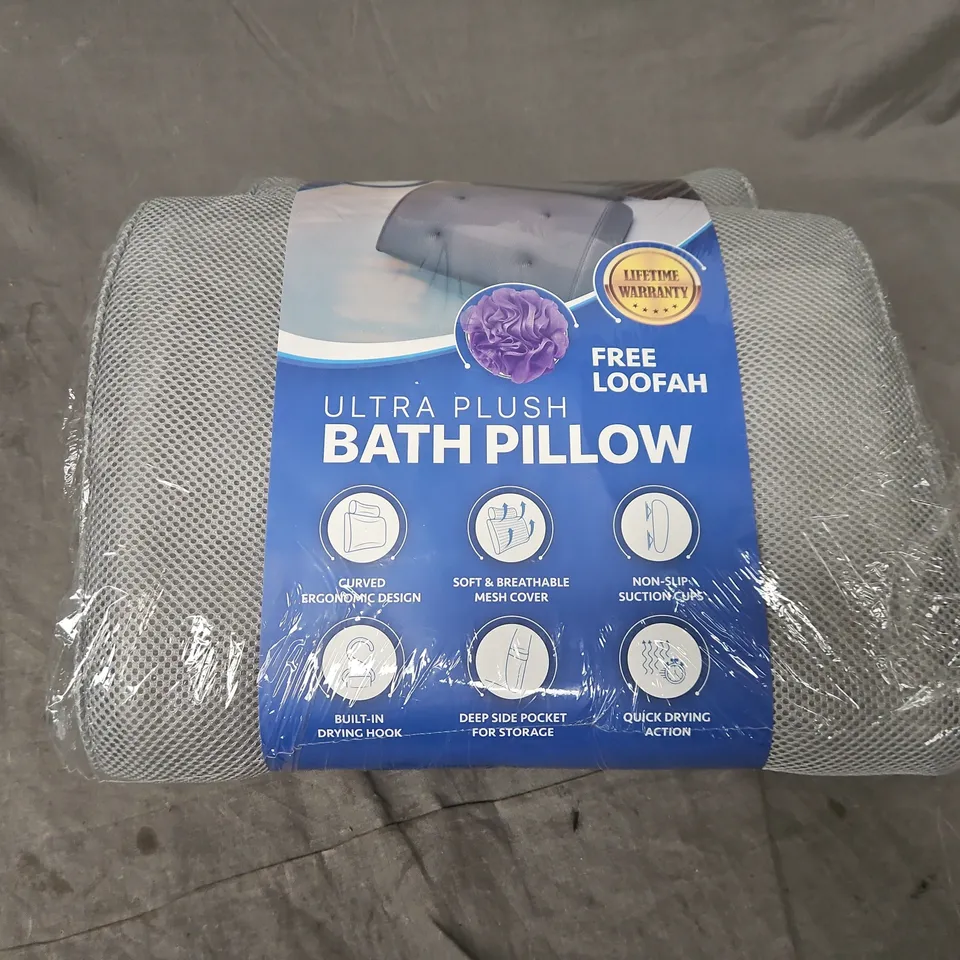 LIFETIME
WARRANTY
FREE
LOOFAH
ULTRA PLUSH
BATH PILLOW
CURVED
ERGONOMIC DESIGN
SOFT & BREATHABLE
MESH COVER
NON-SLIP
SUCTION CUPS
BUILT-IN
DRYING HOOK
DEEP SIDE POCKET
FOR STORAGE
QUICK DRYING
ACTION